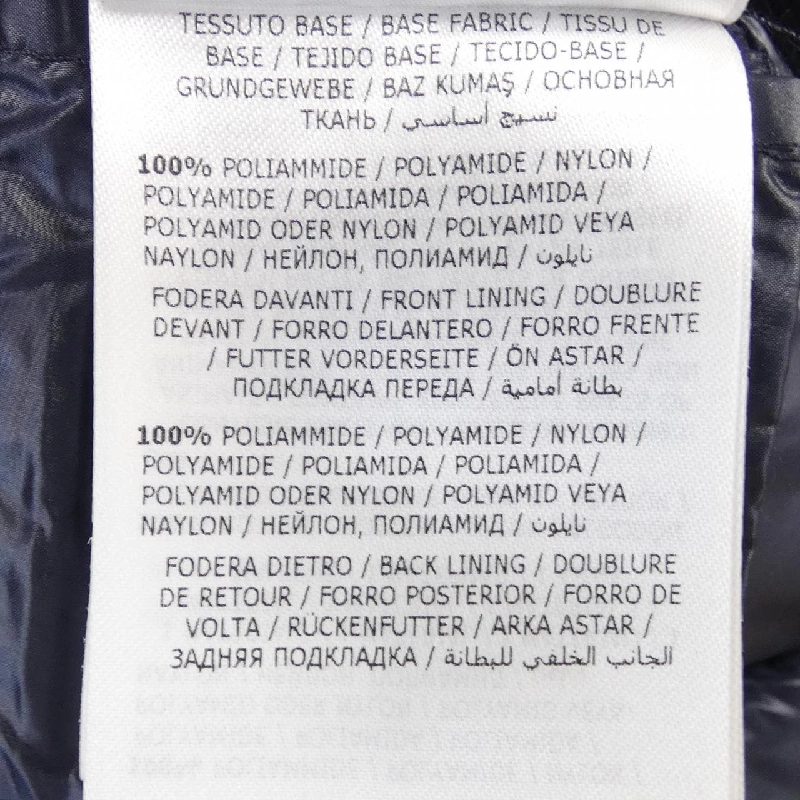 TESSUTO BASE / BASE FABRIC / TISSU DE
BASE / TEJIDO BASE / TECIDO-BASE /
GRUNDGEWEBE / BAZ KUMAŞ / ОСНОВНАЯ
ТКАНЬ / نسيج أساسي
100% POLIAMMIDE / POLYAMIDE / NYLON /
POLYAMIDE / POLIAMIDA / POLIAMIDA /
POLYAMID ODER NYLON / POLYAMID VEYA
NAYLON / НЕЙЛОН, ПОЛИАМИД / نايلون
FODERA DAVANTI / FRONT LINING / DOUBLURE
DEVANT / FORRO DELANTERO / FORRO FRENTE
/ FUTTER VORDERSEITE / ÖN ASTAR /
ПОДКЛАДКА ПЕРЕДА / بطانة أمامية
100% POLIAMMIDE / POLYAMIDE / NYLON /
POLYAMIDE / POLIAMIDA / POLIAMIDA /
POLYAMID ODER NYLON / POLYAMID VEYA
NAYLON / НЕЙЛОН, ПОЛИАМИД / نايلون
FODERA DIETRO / BACK LINING / DOUBLURE
DE RETOUR / FORRO POSTERIOR / FORRO DE
VOLTA / RÜCKENFUTTER / ARKA ASTAR /
ЗАДНЯЯ ПОДКЛАДКА / الجانب الخلفي للبطانة